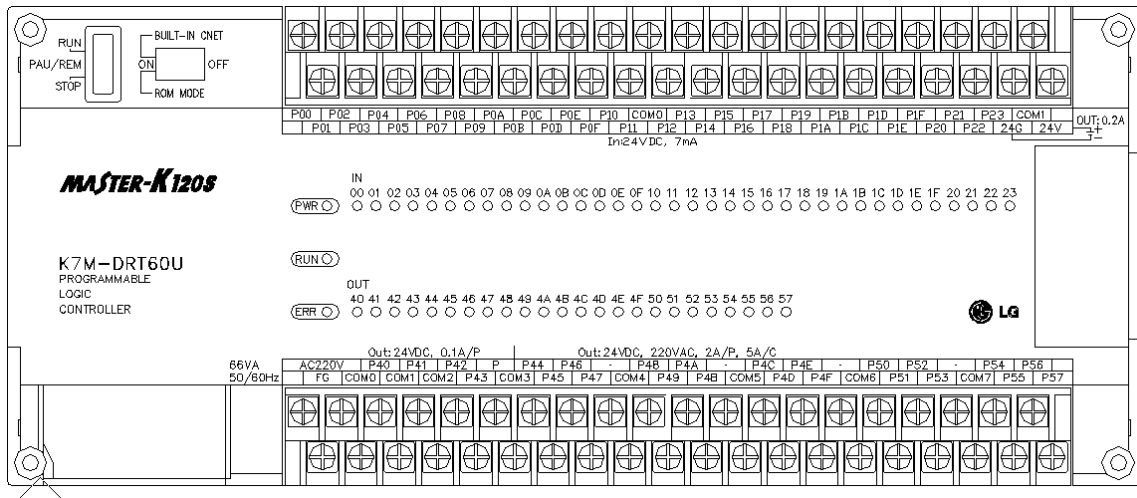 RUN
PAU/REM
STOP
BUILT-IN CNET
ON OFF
ROM MODE
P00 P02 P04 P06 P08 P0A P0C P0E P10 COM0 P13 P15 P17 P19 P1B P1D P1F P21 P23 COM1
P01 P03 P05 P07 P09 P0B P0D P0F P11 P12 P14 P16 P18 P1A P1C P1E P20 P22 24G 24V
OUT:0.2A
In:24VDC, 7mA
MASTER-K120S
IN
00 01 02 03 04 05 06 07 08 09 0A 0B 0C 0D 0E 0F 10 11 12 13 14 15 16 17 18 19 1A 1B 1C 1D 1E 1F 20 21 22 23
PWR
K7M-DRT60U
PROGRAMMABLE
LOGIC
CONTROLLER
RUN
OUT
40 41 42 43 44 45 46 47 48 49 4A 4B 4C 4D 4E 4F 50 51 52 53 54 55 56 57
ERR
LG
Out:24VDC, 0.1A/P Out:24VDC, 220VAC, 2A/P, 5A/C
66VA
50/60Hz
AC220V P40 P41 P42 P P44 P46 · P48 P4A · P4C P4E · P50 P52 · P54 P56
FG COM0 COM1 COM2 P43 COM3 P45 P47 COM4 P49 P4B COM5 P4D P4F COM6 P51 P53 COM7 P55 P57